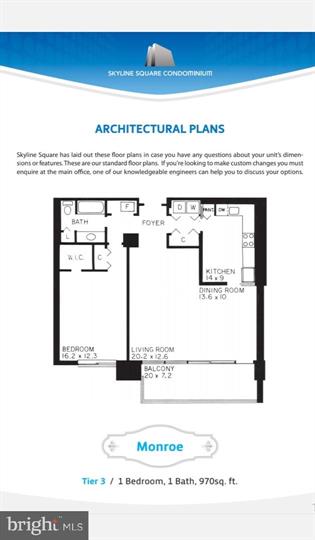 SKYLINE SQUARE CONDOMINIUM
ARCHITECTURAL PLANS
Skyline Square has laid out these floor plans in case you have any questions about your unit's dimen-
sions or features. These are our standard floor plans. If you're looking to make custom changes you must
enquire at the main office, one of our knowledgeable engineers can help you to discuss your options.
BATH
F
FOYER
D W
PANT
DW
L
C
W.I.C.
C
KITCHEN
14 x 9
DINING ROOM
13.6 x 10
BEDROOM
16.2 x 12.3
LIVING ROOM
20.2 x 12.6
BALCONY
20 x 7.2
Monroe
Tier 3 / 1 Bedroom, 1 Bath, 970sq. ft.
bright MLS